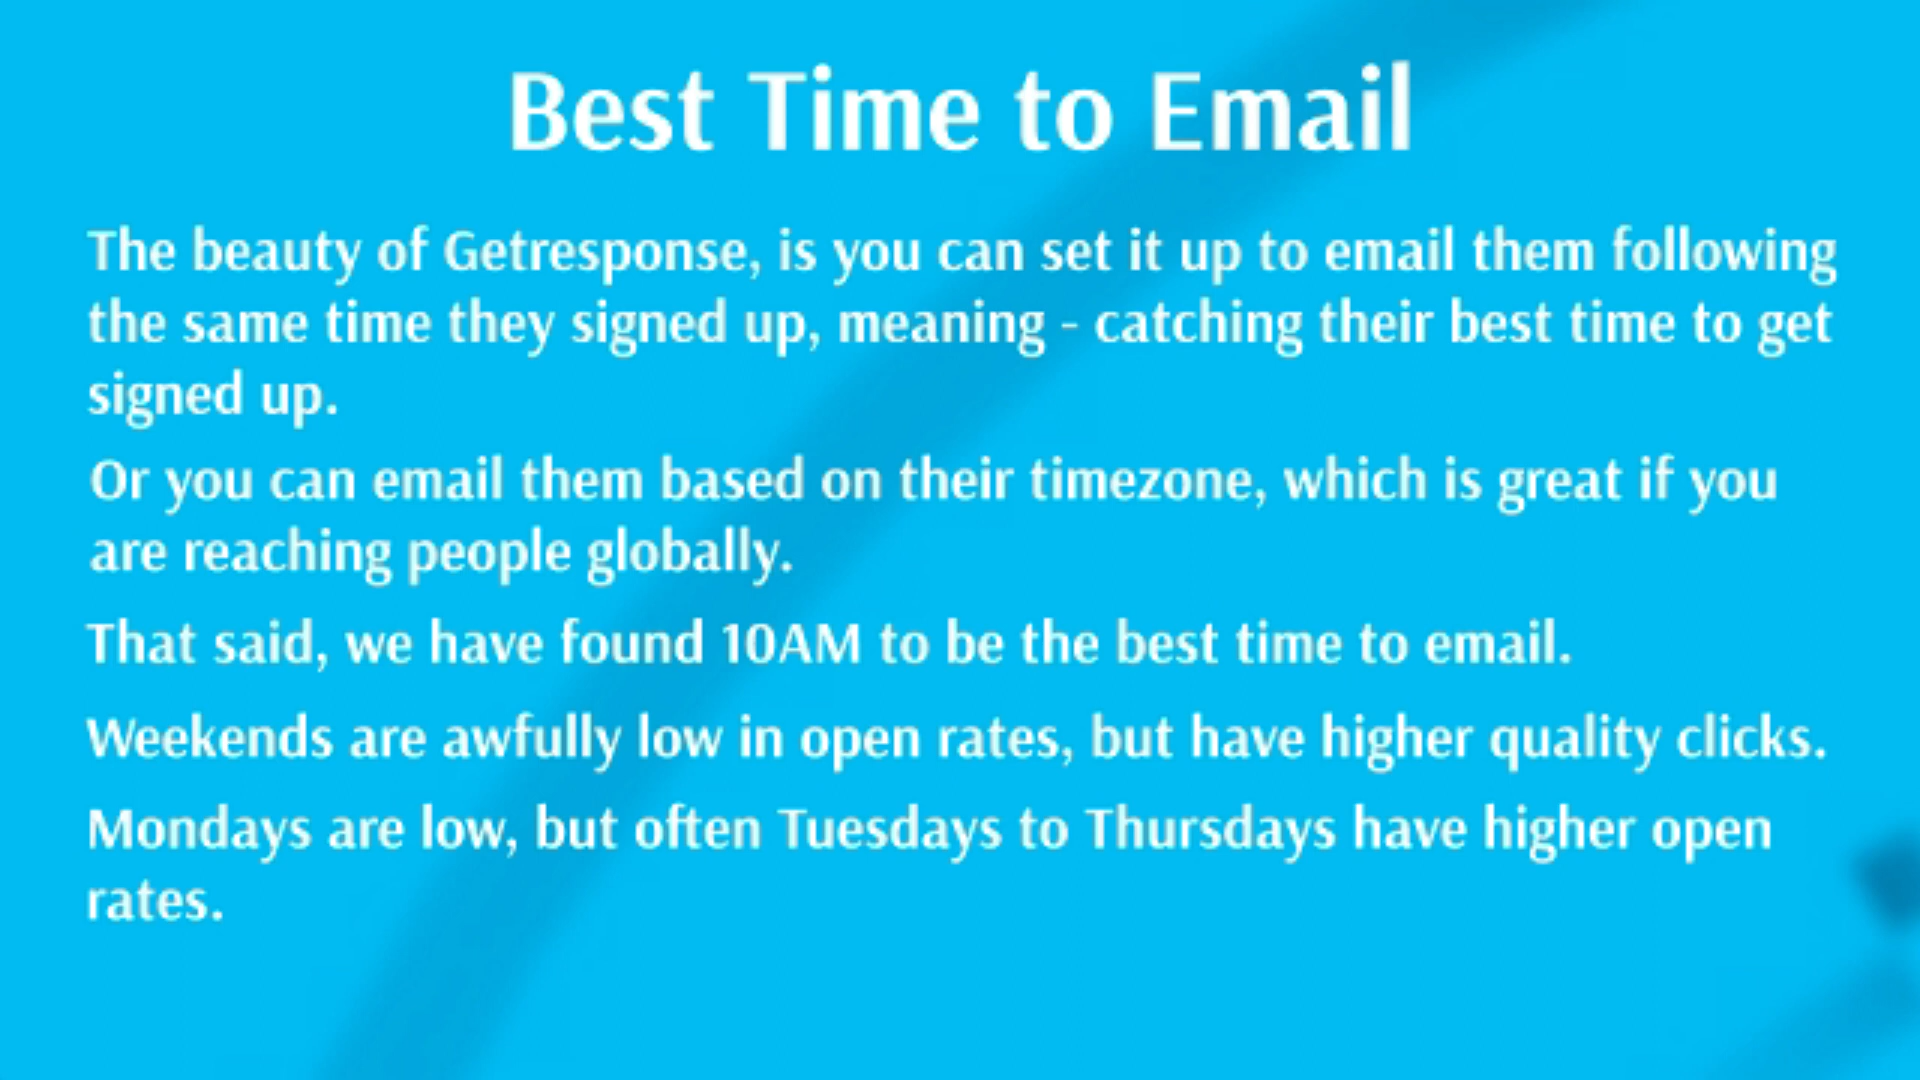 Best Time to Email
The beauty of Getresponse, is you can set it up to email them following
the same time they signed up, meaning - catching their best time to get
signed up.
Or you can email them based on their timezone, which is great if you
are reaching people globally.
That said, we have found 10AM to be the best time to email.
Weekends are awfully low in open rates, but have higher quality clicks.
Mondays are low, but often Tuesdays to Thursdays have higher open
rates.